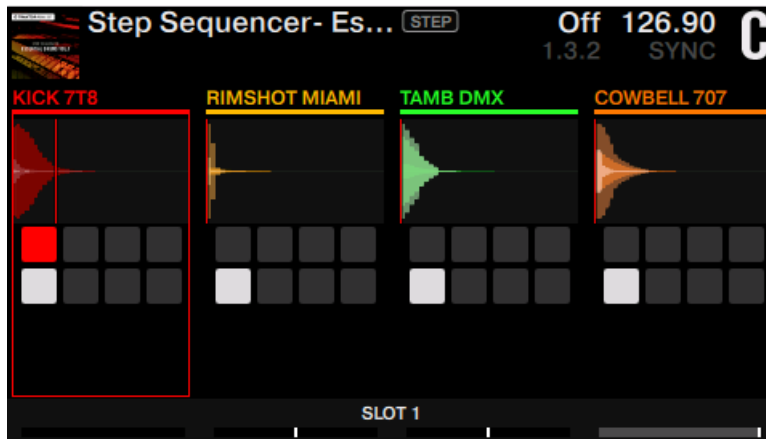 Step Sequencer- Es... STEP Off 126.90 C
1.3.2 SYNC
KICK 7T8 RIMSHOT MIAMI TAMB DMX COWBELL 707
SLOT 1